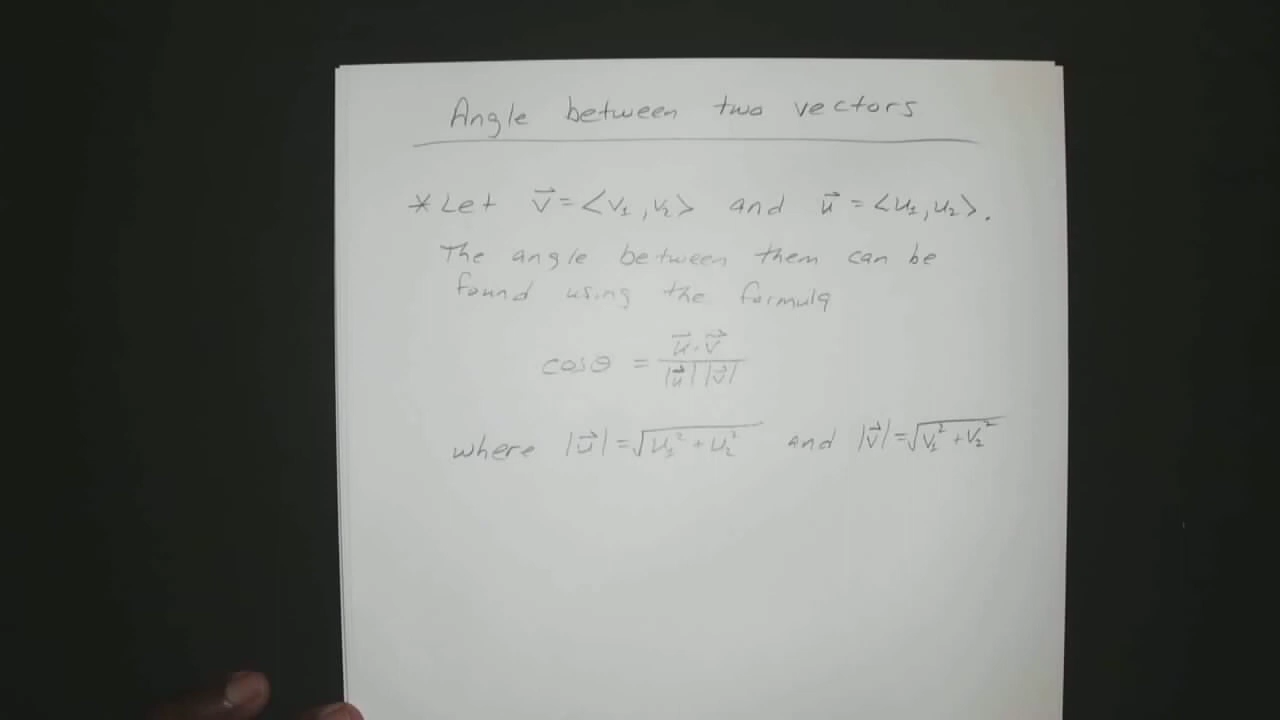 Angle between two vectors
*Let v⃗ = <v₁, v₂> and u⃗ = <u₁, u₂>.
The angle between them can be
found using the formula
cosθ = u⃗·v⃗ / |u⃗| |v⃗|
where |u⃗| = √(u₁² + u₂²) and |v⃗| = √(v₁² + v₂²)